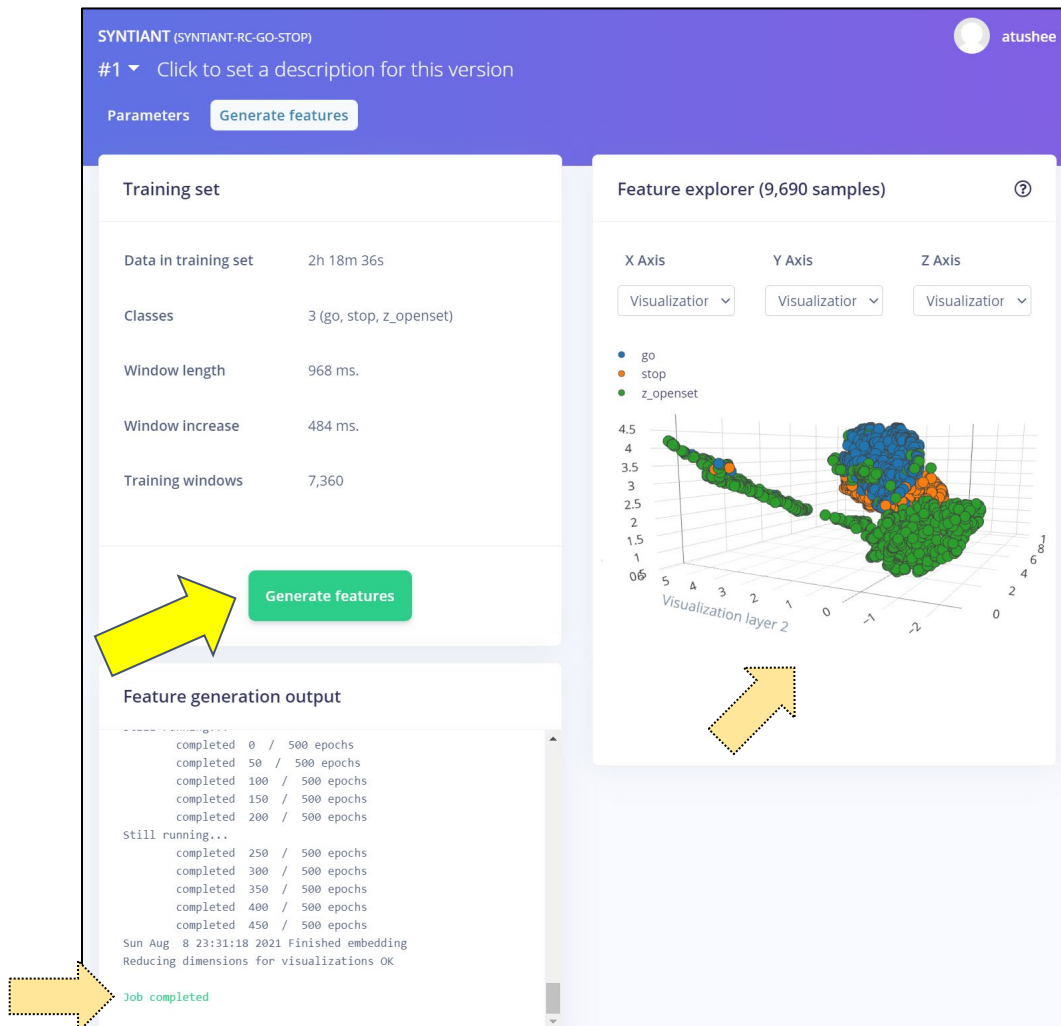 SYNTIANT (SYNTIANT-RC-GO-STOP)
atushee
#1 Click to set a description for this version
Parameters Generate features
Training set
Data in training set 2h 18m 36s
Classes 3 (go, stop, z_openset)
Window length 968 ms.
Window increase 484 ms.
Training windows 7,360
Generate features
Feature generation output
completed 0 / 500 epochs
completed 50 / 500 epochs
completed 100 / 500 epochs
completed 150 / 500 epochs
completed 200 / 500 epochs
Still running...
completed 250 / 500 epochs
completed 300 / 500 epochs
completed 350 / 500 epochs
completed 400 / 500 epochs
completed 450 / 500 epochs
Sun Aug 8 23:31:18 2021 Finished embedding
Reducing dimensions for visualizations OK
Job completed
Feature explorer (9,690 samples) ?
X Axis Y Axis Z Axis
Visualization Visualization Visualization
go
stop
z_openset
4.5
4
3.5
3
2.5
2
1.5
1
0.5
5 4 3 2 1 0 −1 −2
Visualization layer 2
0
2
4
6
8